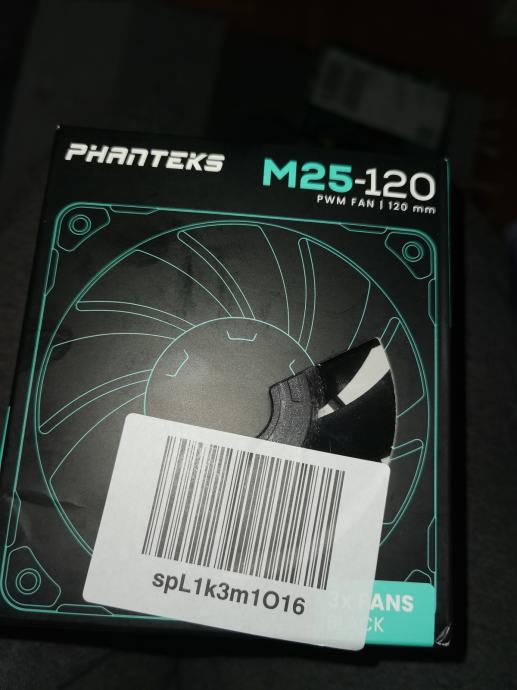 PHANTEKS
M25-120
PWM FAN | 120 mm
spL1k3m1O16
3x FANS
BLACK